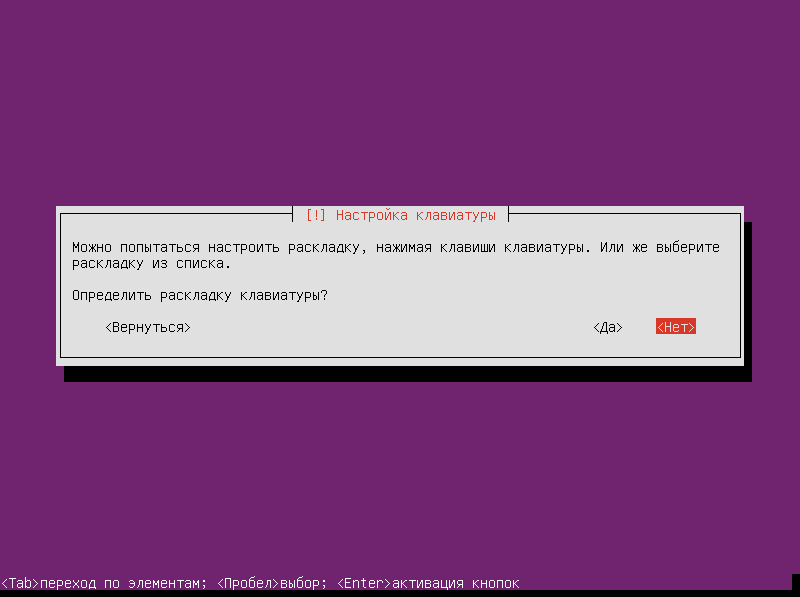 [!] Настройка клавиатуры
Можно попытаться настроить раскладку, нажимая клавиши клавиатуры. Или же выберите
раскладку из списка.
Определить раскладку клавиатуры?
<Вернуться> <Да> <Нет>
<Tab>переход по элементам; <Пробел>выбор; <Enter>активация кнопок